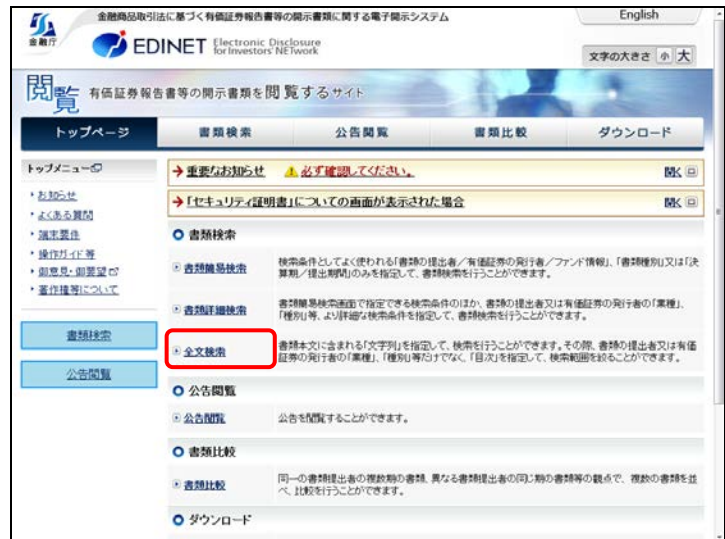 金融商品取引法に基づく有価証券報告書等の開示書類に関する電子開示システム
English
金融庁
EDINET Electronic Disclosure
for Investors' NETwork
文字の大きさ 小 大
閲覧 有価証券報告書等の開示書類を閲覧するサイト
トップページ 書類検索 公告閲覧 書類比較 ダウンロード
トップメニュー
重要なお知らせ 必ず確認してください。 開く
「セキュリティ証明書」についての画面が表示された場合 開く
・お知らせ
・よくある質問
・端末要件
・操作ガイド等
・御意見・御要望
・著作権等について
書類検索
公告閲覧
書類検索
書類簡易検索
検索条件としてよく使われる「書類の提出者/有価証券の発行者/ファンド情報」、「書類種別」又は「決
算期/提出期間」のみを指定して、書類検索を行うことができます。
書類詳細検索
書類簡易検索画面で指定できる検索条件のほか、書類の提出者又は有価証券の発行者の「業種」、
「種別」等、より詳細な検索条件を指定して、書類検索を行うことができます。
全文検索
書類本文に含まれる「文字列」を指定して、検索を行うことができます。その際、書類の提出者又は有価
証券の発行者の「業種」、「種別」等だけでなく、「目次」を指定して、検索範囲を絞ることができます。
公告閲覧
公告閲覧
公告を閲覧することができます。
書類比較
書類比較
同一の書類提出者の複数期の書類、異なる書類提出者の同じ期の書類等の観点で、複数の書類を並
べ、比較を行うことができます。
ダウンロード